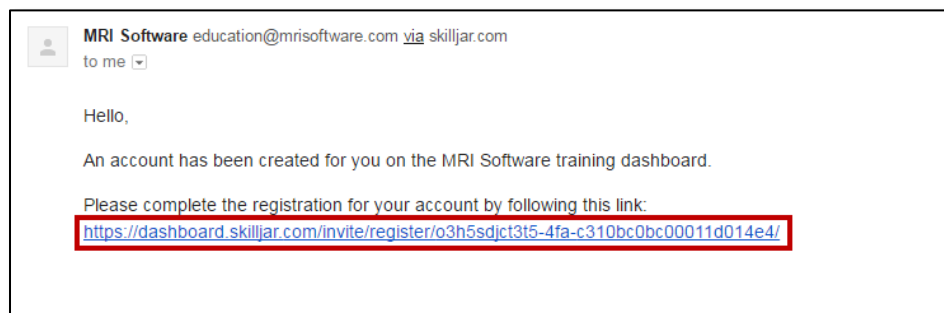 MRI Software education@mrisoftware.com via skilljar.com
to me
Hello,
An account has been created for you on the MRI Software training dashboard.
Please complete the registration for your account by following this link:
https://dashboard.skilljar.com/invite/register/o3h5sdjct3t5-4fa-c310bc0bc00011d014e4/